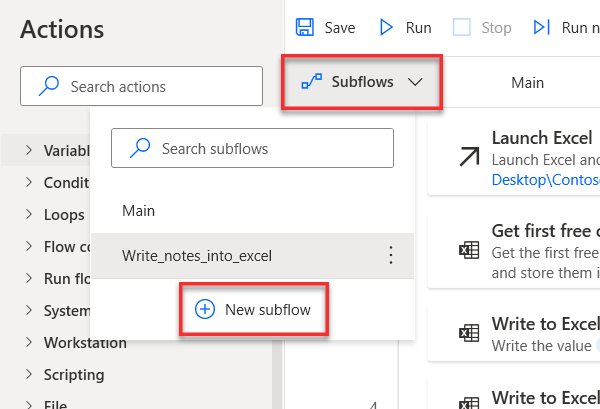 Actions
Save
Run
Stop
Run n
Search actions
Subflows
Main
Search subflows
Main
Write_notes_into_excel
New subflow
Variabl
Condit
Loops
Flow co
Run flo
System
Workstation
Scripting
File
Launch Excel
Launch Excel and
Desktop\Contos
Get first free c
Get the first free
and store them i
Write to Excel
Write the value
Write to Excel
4